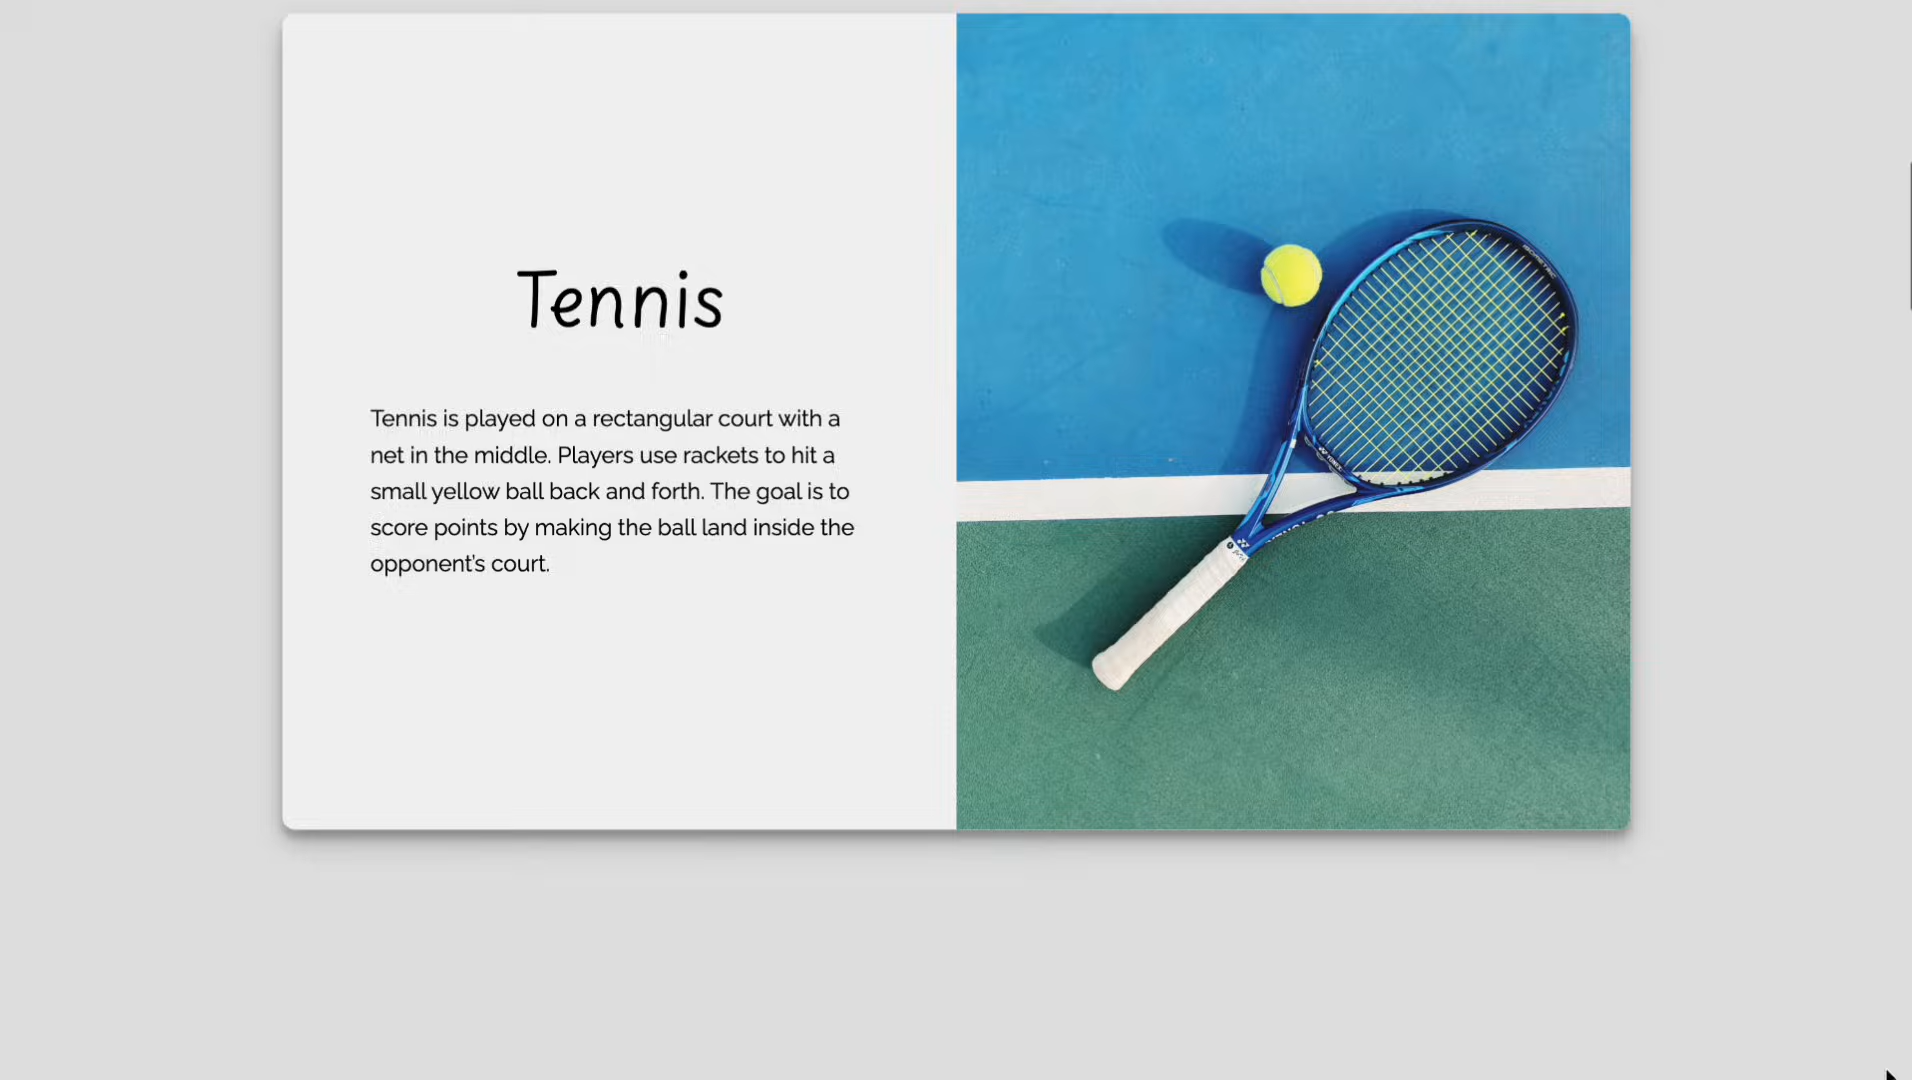 Tennis
Tennis is played on a rectangular court with a
net in the middle. Players use rackets to hit a
small yellow ball back and forth. The goal is to
score points by making the ball land inside the
opponent’s court.
ISOMETRIC
YONEX